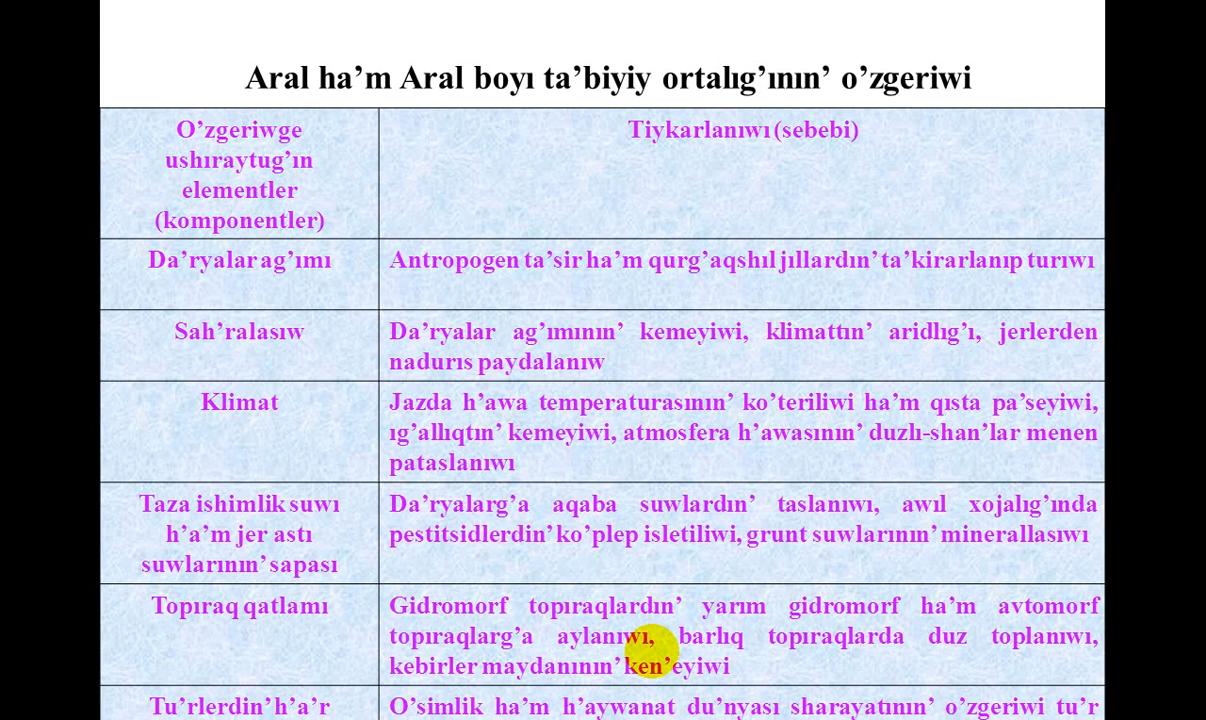 Aral ha’m Aral boyı ta’biyiy ortalıg’ının’ o’zgeriwi
O’zgeriwge
ushıraytug’ın
elementler
(komponentler)
Tiykarlanıwı (sebebi)
Da’ryalar ag’ımı
Antropogen ta’sir ha’m qurg’aqshıl jıllardın’ ta’kirarlanıp turıwı
Sah’ralasıw
Da’ryalar ag’ımının’ kemeyiwi, klimattın’ aridlıg’ı, jerlerden
nadurıs paydalanıw
Klimat
Jazda h’awa temperaturasının’ ko’teriliwi ha’m qısta pa’seyiwi,
ıg’allıqtın’ kemeyiwi, atmosfera h’awasının’ duzlı-shan’lar menen
pataslanıwı
Taza ishimlik suwı
h’a’m jer astı
suwlarının’ sapası
Da’ryalarg’a aqaba suwlardın’ taslanıwı, awıl xojalıg’ında
pestitsidlerdin’ ko’plep isletiliwi, grunt suwlarının’ minerallasıwı
Topıraq qatlamı
Gidromorf topıraqlardın’ yarım gidromorf ha’m avtomorf
topıraqlarg’a aylanıwı, barlıq topıraqlarda duz toplanıwı,
kebirler maydanının’ ken’eyiwi
Tu’rlerdin’ h’a’r
O’simlik ha’m h’aywanat du’nyası sharayatının’ o’zgeriwi tu’r